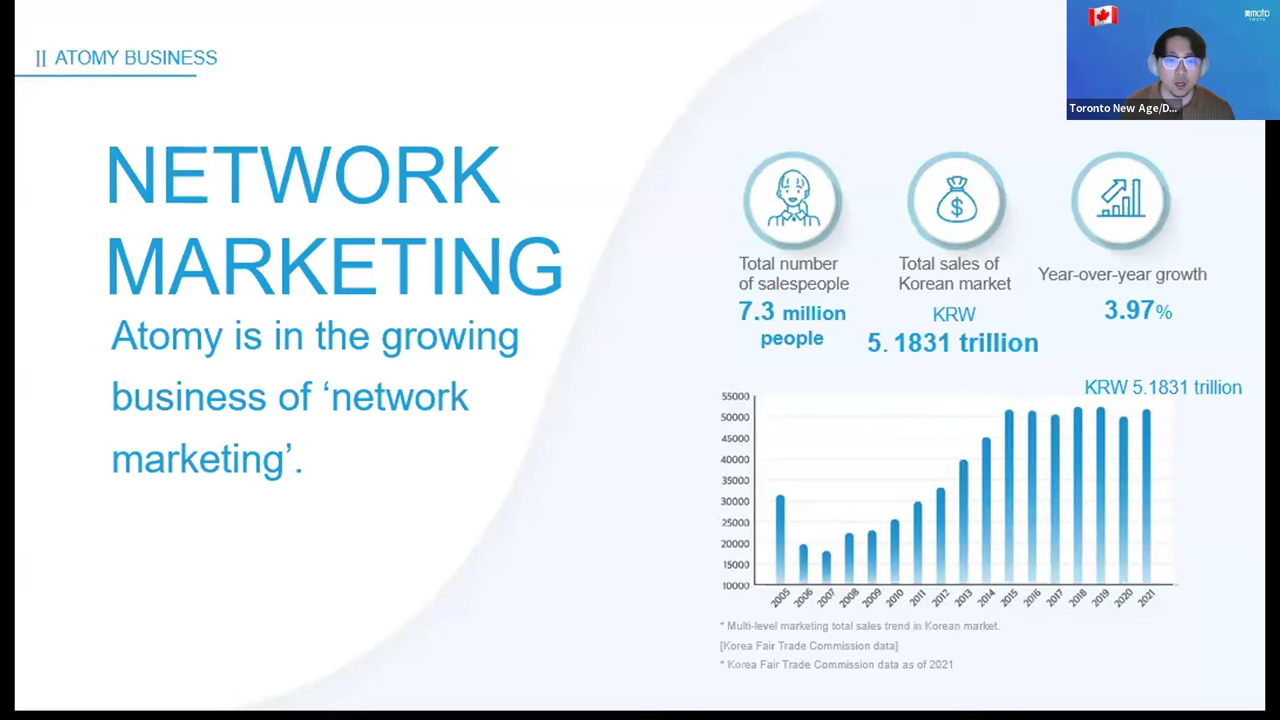 || ATOMY BUSINESS
NETWORK
MARKETING
Atomy is in the growing
business of ‘network
marketing’.
Toronto New Age/D...
Total number
of salespeople
7.3 million
people
Total sales of
Korean market
KRW
5.1831 trillion
Year-over-year growth
3.97%
KRW 5.1831 trillion
55000
50000
45000
40000
35000
30000
25000
20000
15000
10000
2005 2006 2007 2008 2009 2010 2011 2012 2013 2014 2015 2016 2017 2018 2019 2020 2021
* Multi-level marketing total sales trend in Korean market.
[Korea Fair Trade Commission data]
* Korea Fair Trade Commission data as of 2021